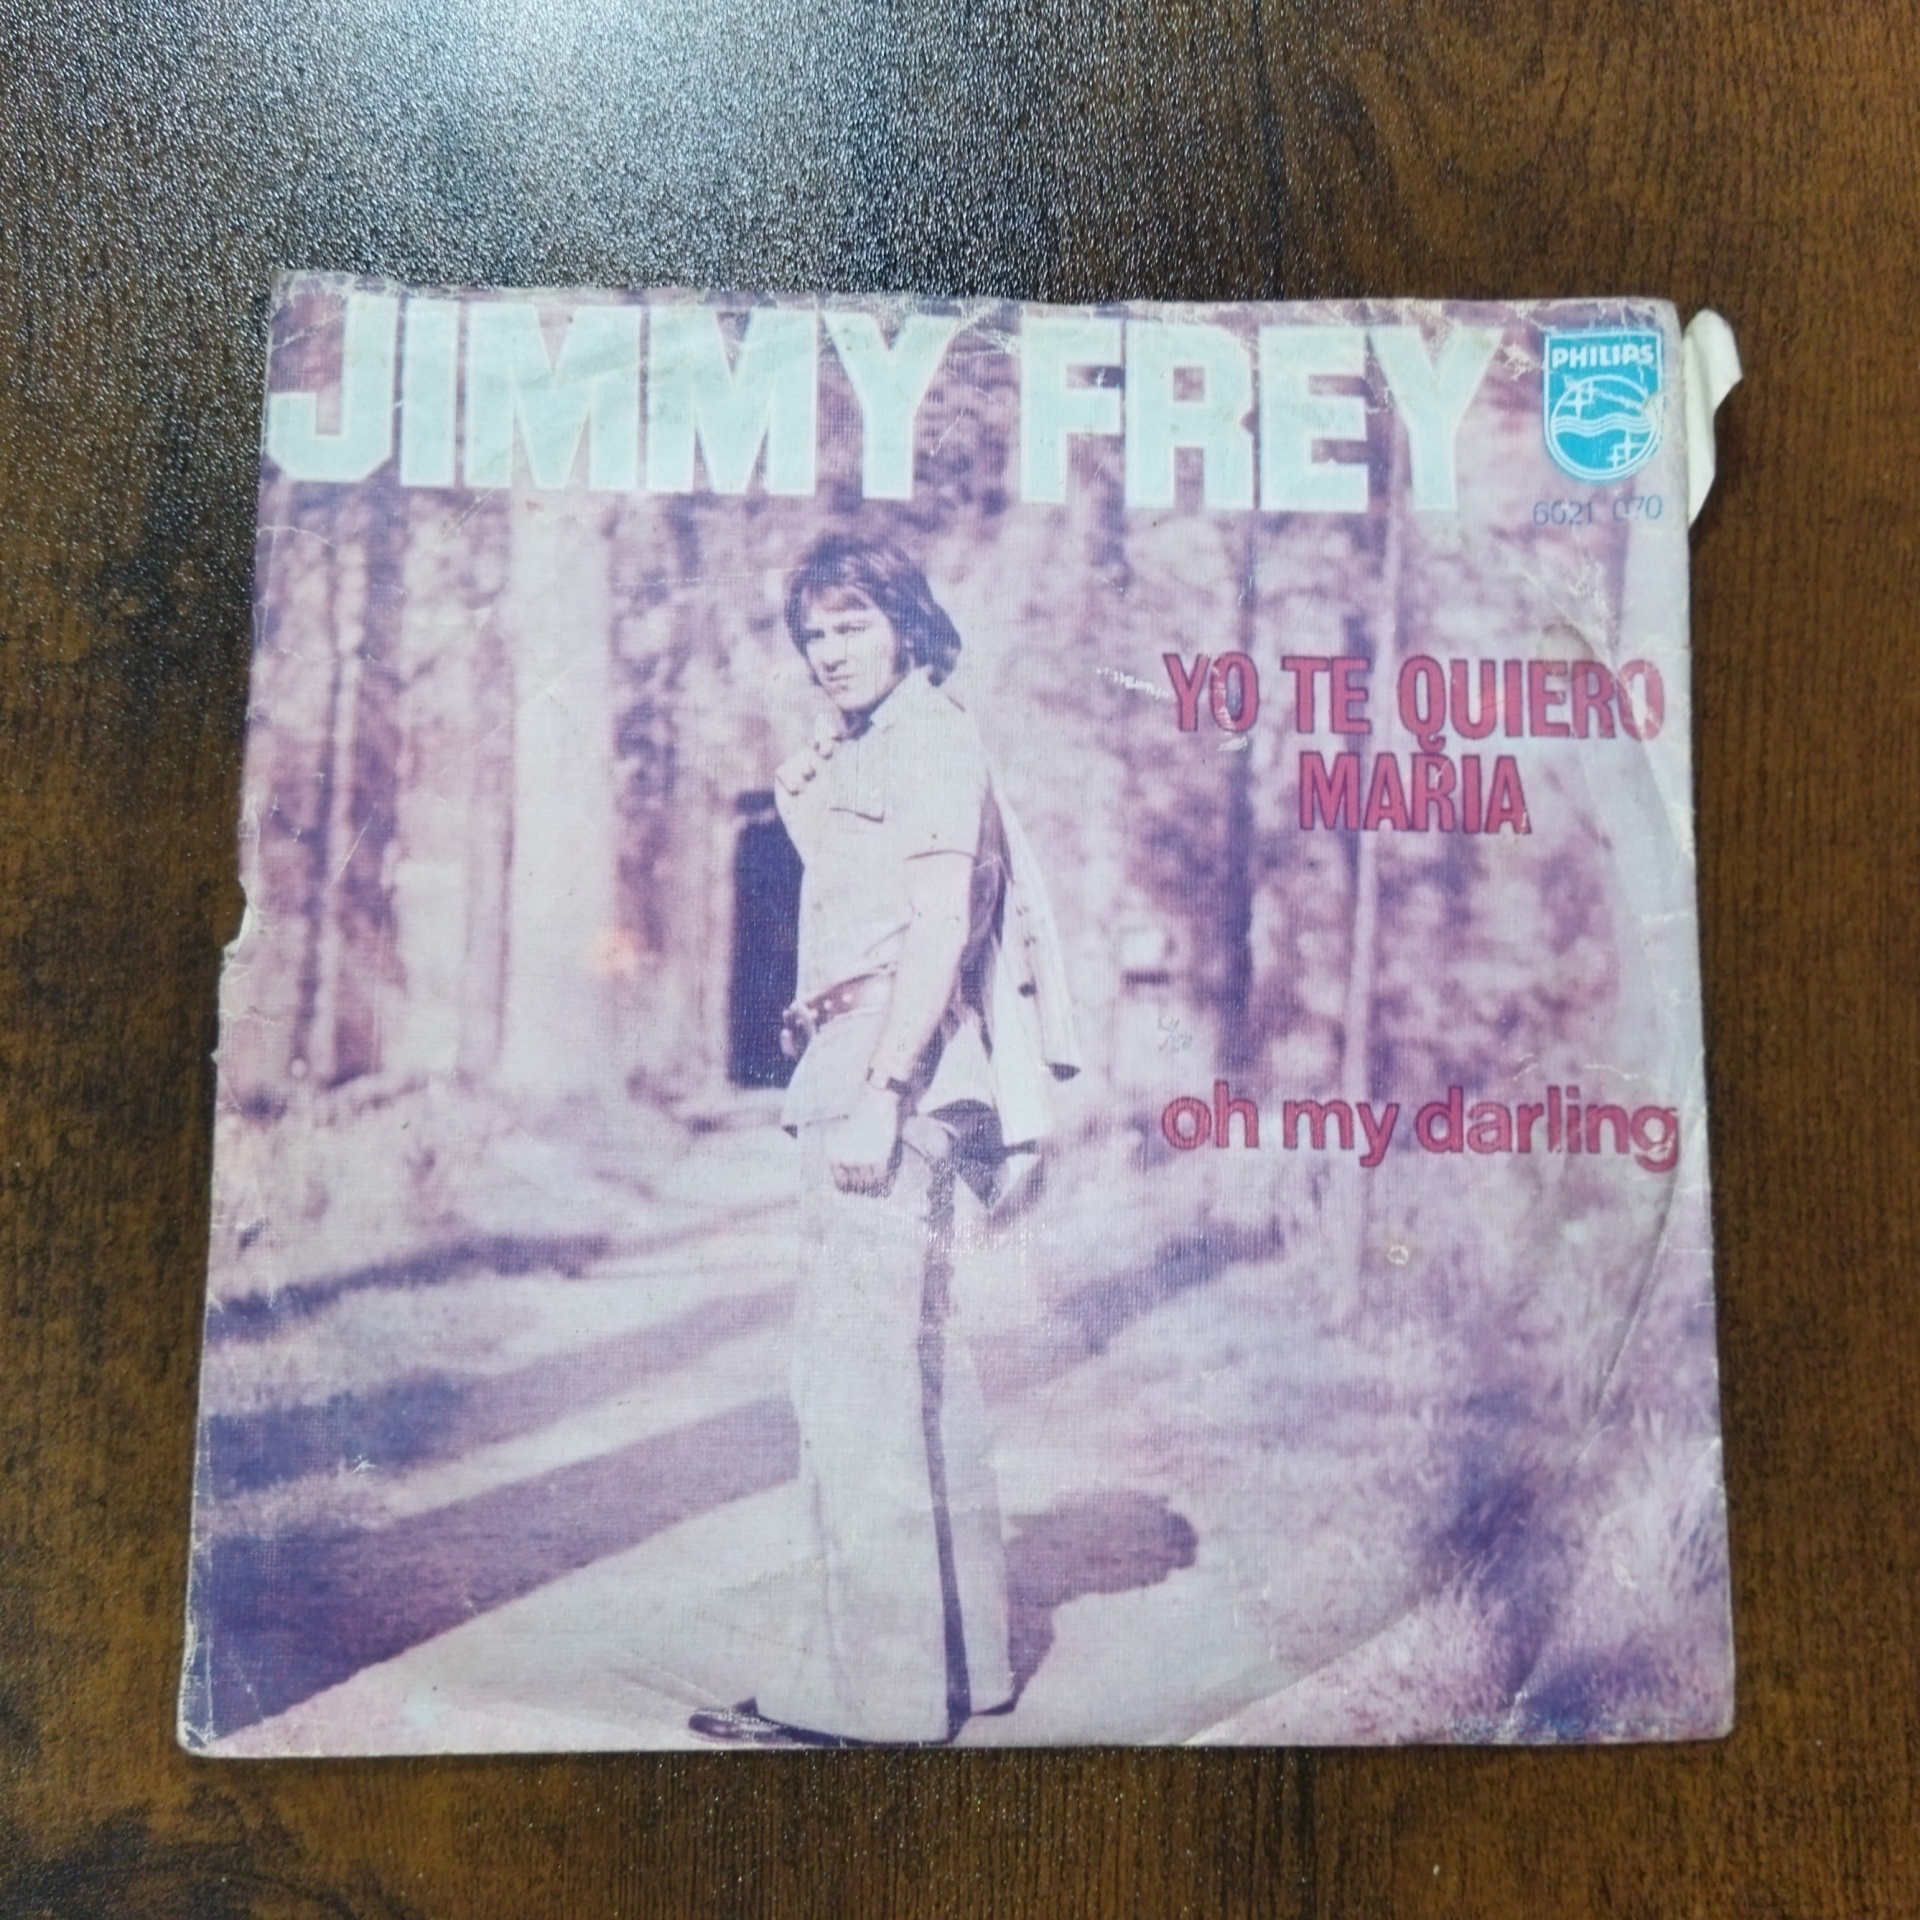 JIMMY FREY
PHILIPS
6021 070
YO TE QUIERO
MARIA
oh my darling